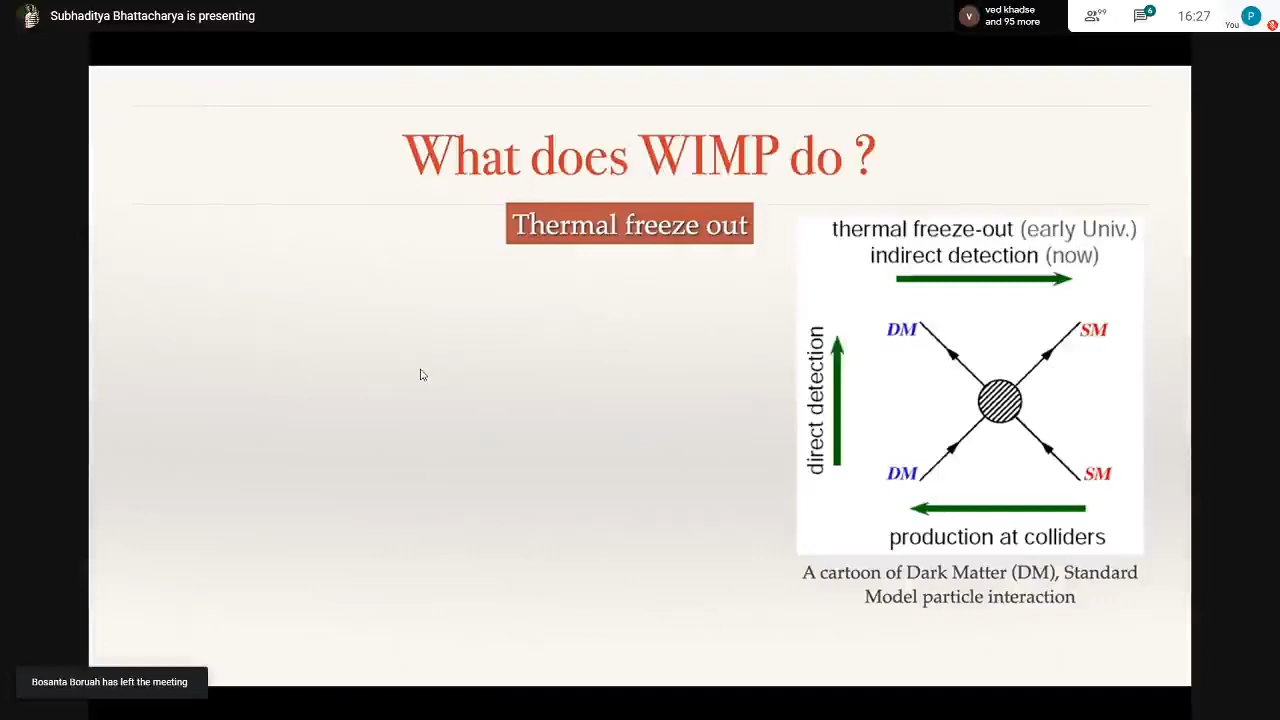 Subhaditya Bhattacharya is presenting
ved khadse
and 95 more
99
6
16:27
You
P
V
What does WIMP do ?
Thermal freeze out
thermal freeze-out (early Univ.)
indirect detection (now)
direct detection
DM
SM
DM
SM
production at colliders
A cartoon of Dark Matter (DM), Standard
Model particle interaction
Bosanta Boruah has left the meeting